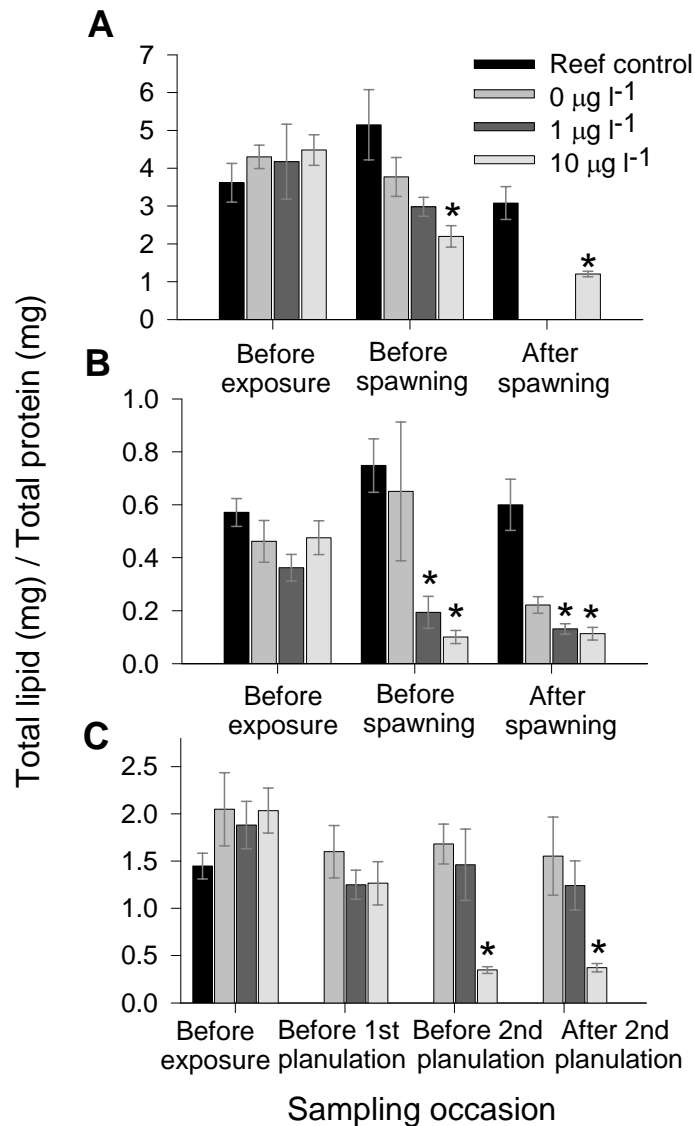 A
7
6
5
4
3
2
1
0
Reef control
0 μg l-1
1 μg l-1
10 μg l-1
*
*
Before exposure
Before spawning
After spawning
B
1.0
0.8
0.6
0.4
0.2
0.0
*
*
*
*
Before exposure
Before spawning
After spawning
C
2.5
2.0
1.5
1.0
0.5
0.0
*
*
Before exposure
Before 1st planulation
Before 2nd planulation
After 2nd planulation
Total lipid (mg) / Total protein (mg)
Sampling occasion